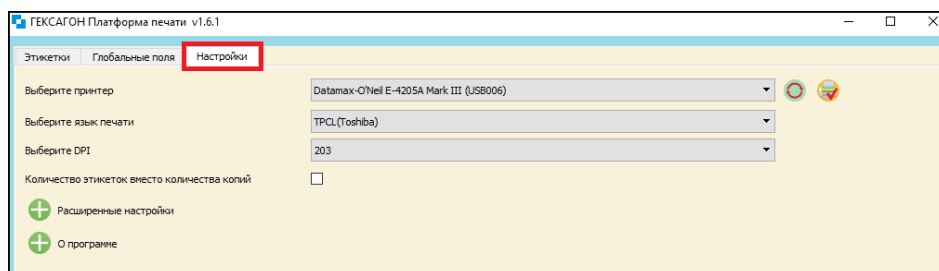 ГЕКСАГОН Платформа печати v1.6.1
Этикетки Глобальные поля Настройки
Выберите принтер Datamax-O'Neil E-4205A Mark III (USB006)
Выберите язык печати TPCL(Toshiba)
Выберите DPI 203
Количество этикеток вместо количества копий
Расширенные настройки
О программе